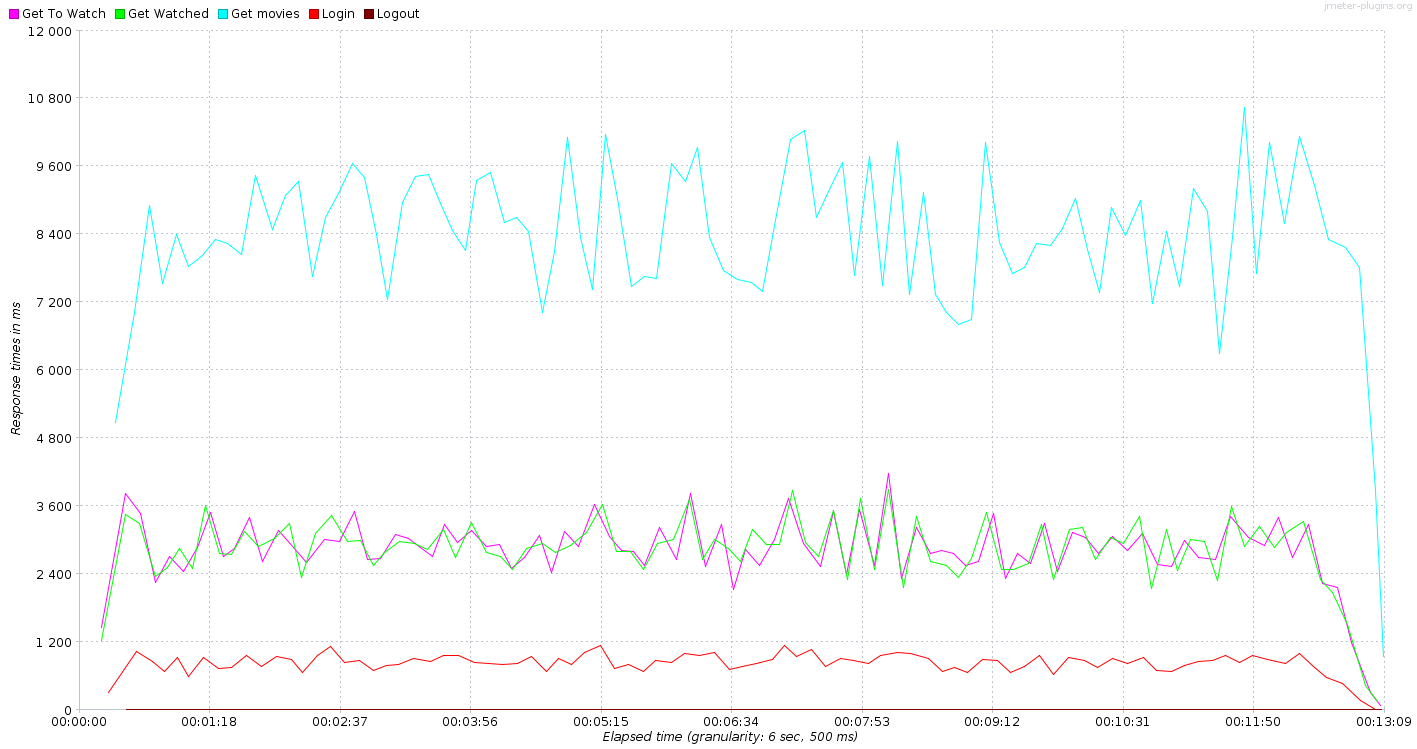 Get To Watch Get Watched Get movies Login Logout
jmeter-plugins.org
12 000
10 800
9 600
8 400
7 200
6 000
4 800
3 600
2 400
1 200
0
Response times in ms
00:00:00 00:01:18 00:02:37 00:03:56 00:05:15 00:06:34 00:07:53 00:09:12 00:10:31 00:11:50 00:13:09
Elapsed time (granularity: 6 sec, 500 ms)